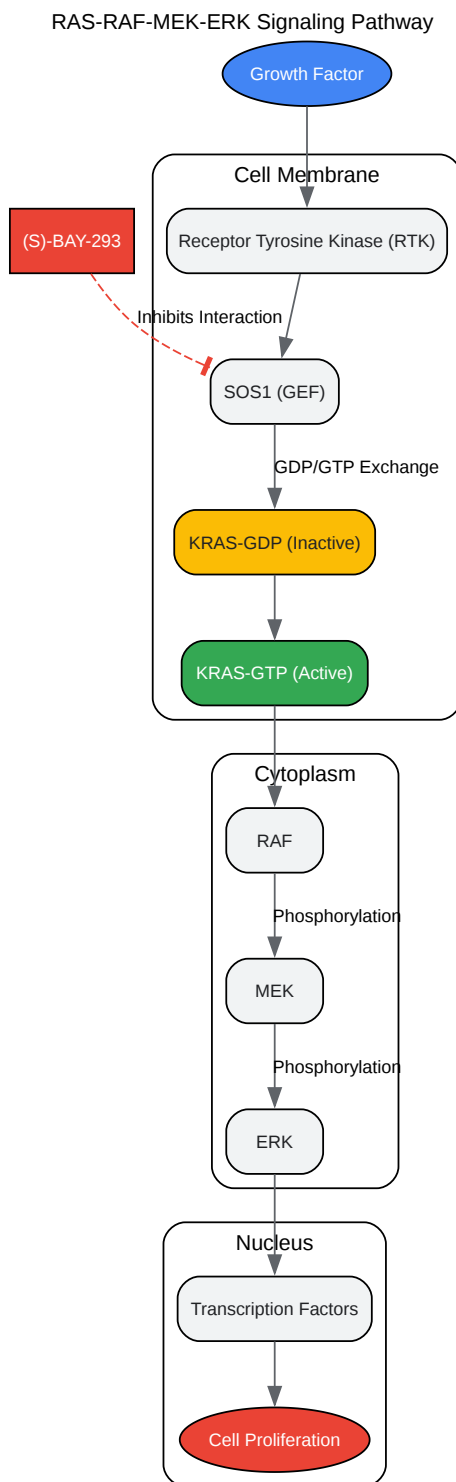 RAS-RAF-MEK-ERK Signaling Pathway
Growth Factor
Cell Membrane
Receptor Tyrosine Kinase (RTK)
(S)-BAY-293
Inhibits Interaction
SOS1 (GEF)
GDP/GTP Exchange
KRAS-GDP (Inactive)
KRAS-GTP (Active)
Cytoplasm
RAF
Phosphorylation
MEK
Phosphorylation
ERK
Nucleus
Transcription Factors
Cell Proliferation